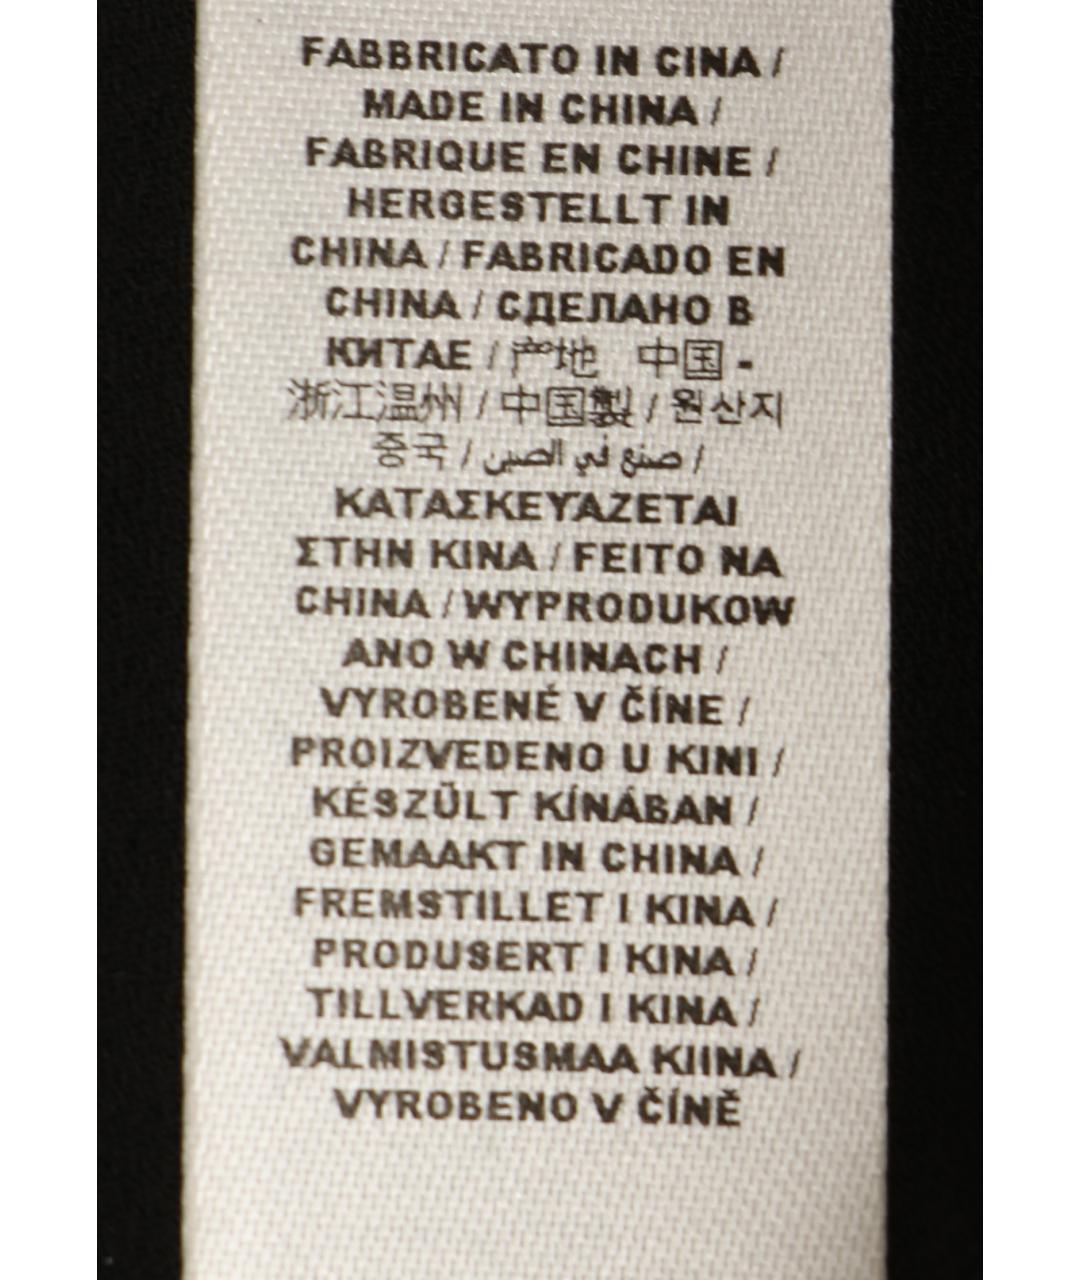 FABBRICATO IN CINA /
MADE IN CHINA /
FABRIQUE EN CHINE /
HERGESTELLT IN
CHINA / FABRICADO EN
CHINA / СДЕЛАНО В
КИТАЕ / 产地 中国 -
浙江温州 / 中国製 / 원산지
중국 / صنع في الصين /
ΚΑΤΑΣΚΕΥΑΖΕΤΑΙ
ΣΤΗΝ ΚΙΝΑ / FEITO NA
CHINA / WYPRODUKOW
ANO W CHINACH /
VYROBENÉ V ČÍNE /
PROIZVEDENO U KINI /
KÉSZÜLT KÍNÁBAN /
GEMAAKT IN CHINA /
FREMSTILLET I KINA /
PRODUSERT I KINA /
TILLVERKAD I KINA /
VALMISTUSMAA KIINA /
VYROBENO V ČÍNĚ